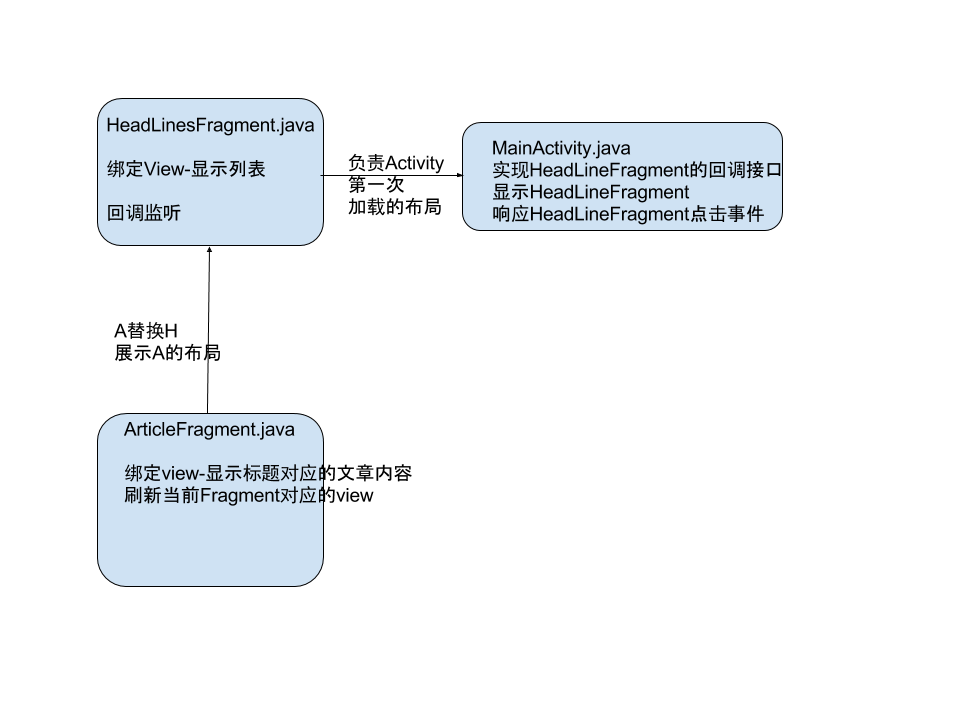 HeadLinesFragment.java
绑定View-显示列表
回调监听
负责Activity
第一次
加载的布局
MainActivity.java
实现HeadLineFragment的回调接口
显示HeadLineFragment
响应HeadLineFragment点击事件
A替换H
展示A的布局
ArticleFragment.java
绑定view-显示标题对应的文章内容
刷新当前Fragment对应的view